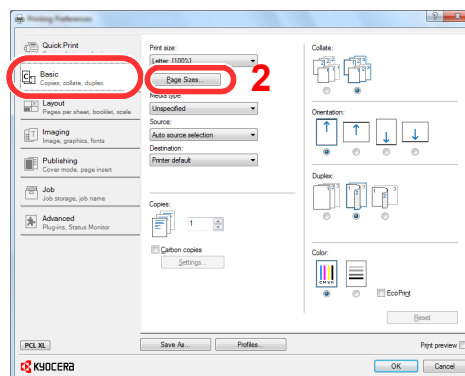 Printing Preferences
Quick Print
Basic
Copies, collate, duplex
Layout
Pages per sheet, booklet, scale
Imaging
Image, graphics, fonts
Publishing
Cover mode, page insert
Job
Job storage, job name
Advanced
Plug-ins, Status Monitor
Print size:
Letter [100%]
Page Sizes...
2
Media type:
Unspecified
Source:
Auto source selection
Destination:
Printer default
Copies:
1
Carbon copies
Settings...
Collate:
Orientation:
Duplex:
Color:
CMYK
EcoPrint
Reset
PCL XL
Save As...
Profiles...
Print preview
KYOCERA
OK
Cancel